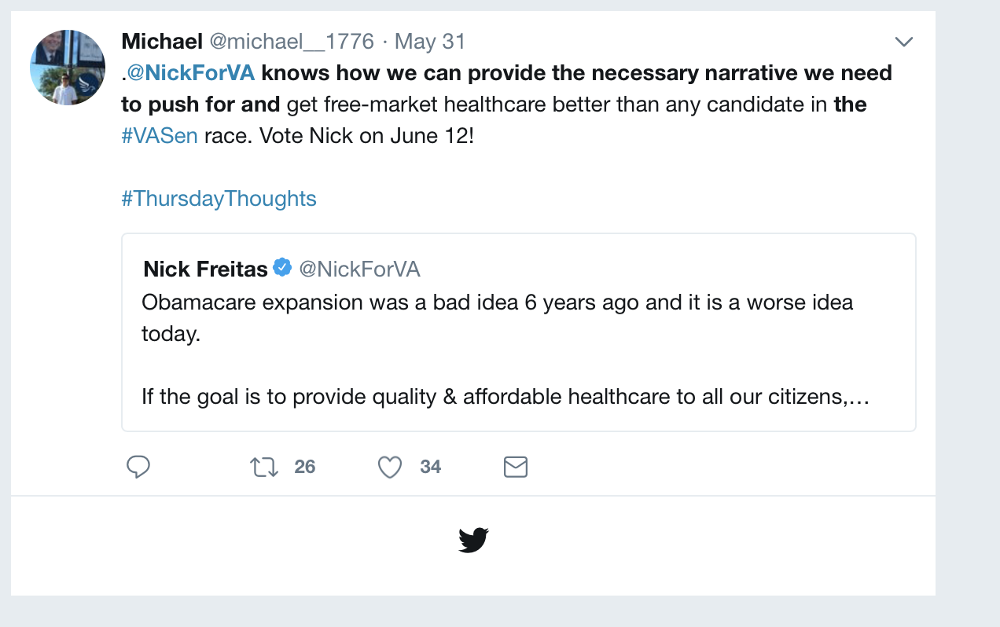 Michael @michael__1776 · May 31
.@NickForVA knows how we can provide the necessary narrative we need
to push for and get free-market healthcare better than any candidate in the
#VASen race. Vote Nick on June 12!
#ThursdayThoughts
Nick Freitas @NickForVA
Obamacare expansion was a bad idea 6 years ago and it is a worse idea
today.
If the goal is to provide quality & affordable healthcare to all our citizens,…
26 34